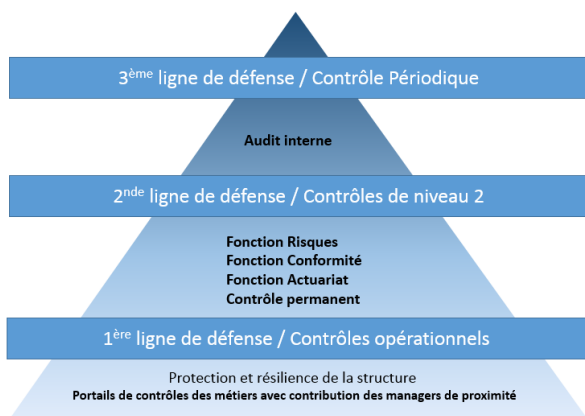 3ème ligne de défense / Contrôle Périodique
Audit interne
2nde ligne de défense / Contrôles de niveau 2
Fonction Risques
Fonction Conformité
Fonction Actuariat
Contrôle permanent
1ère ligne de défense / Contrôles opérationnels
Protection et résilience de la structure
Portails de contrôles des métiers avec contribution des managers de proximité